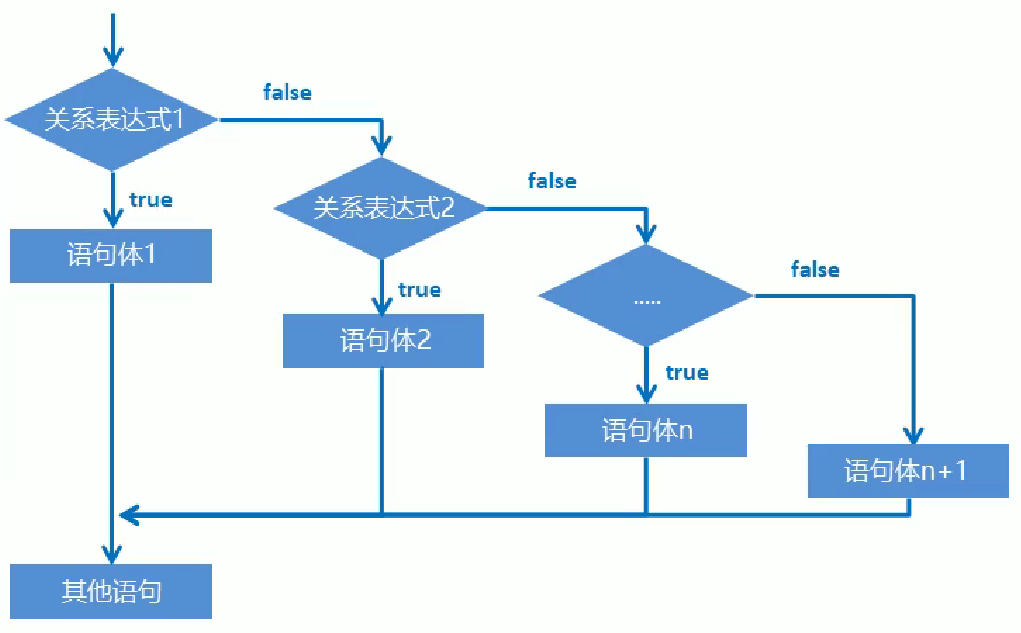 关系表达式1
false
true
语句体1
关系表达式2
false
true
语句体2
.....
false
true
语句体n
语句体n+1
其他语句